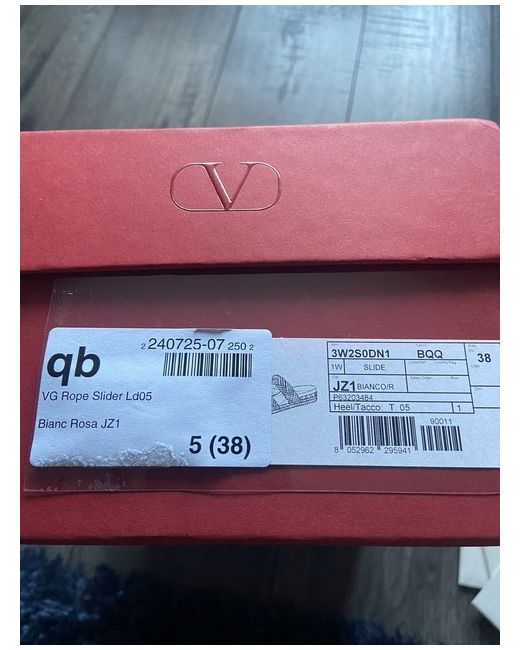 V
qb
2 240725-07 250 2
VG Rope Slider Ld05
Bianc Rosa JZ1
5 (38)
3W2S0DN1 BQQ 38
1W SLIDE
JZ1 BIANCO/R
P63203484
Heel/Tacco: T. 05 1
90011
8 052962 295941